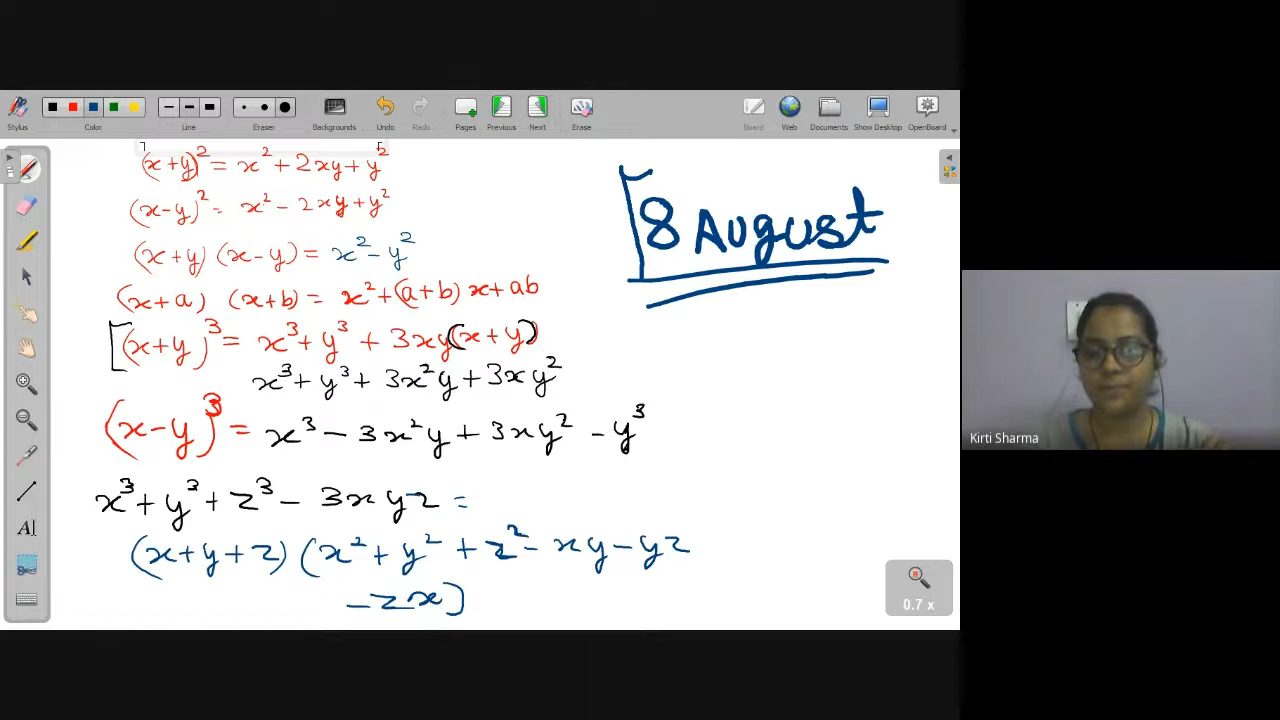 Stylus Color Line Eraser Backgrounds Undo Redo Pages Previous Next Erase Board Web Documents Show Desktop OpenBoard
(x+y)² = x² + 2xy + y²
(x-y)² = x² - 2xy + y²
(x+y) (x-y) = x² - y²
(x+a) (x+b) = x² + (a+b) x + ab
(x+y)³ = x³ + y³ + 3xy(x+y)
x³ + y³ + 3x²y + 3xy²
(x-y)³ = x³ - 3x²y + 3xy² - y³
x³ + y³ + z³ - 3xyz =
(x+y+z) (x² + y² + z² - xy - yz
- zx)
8 August
0.7 x
Kirti Sharma